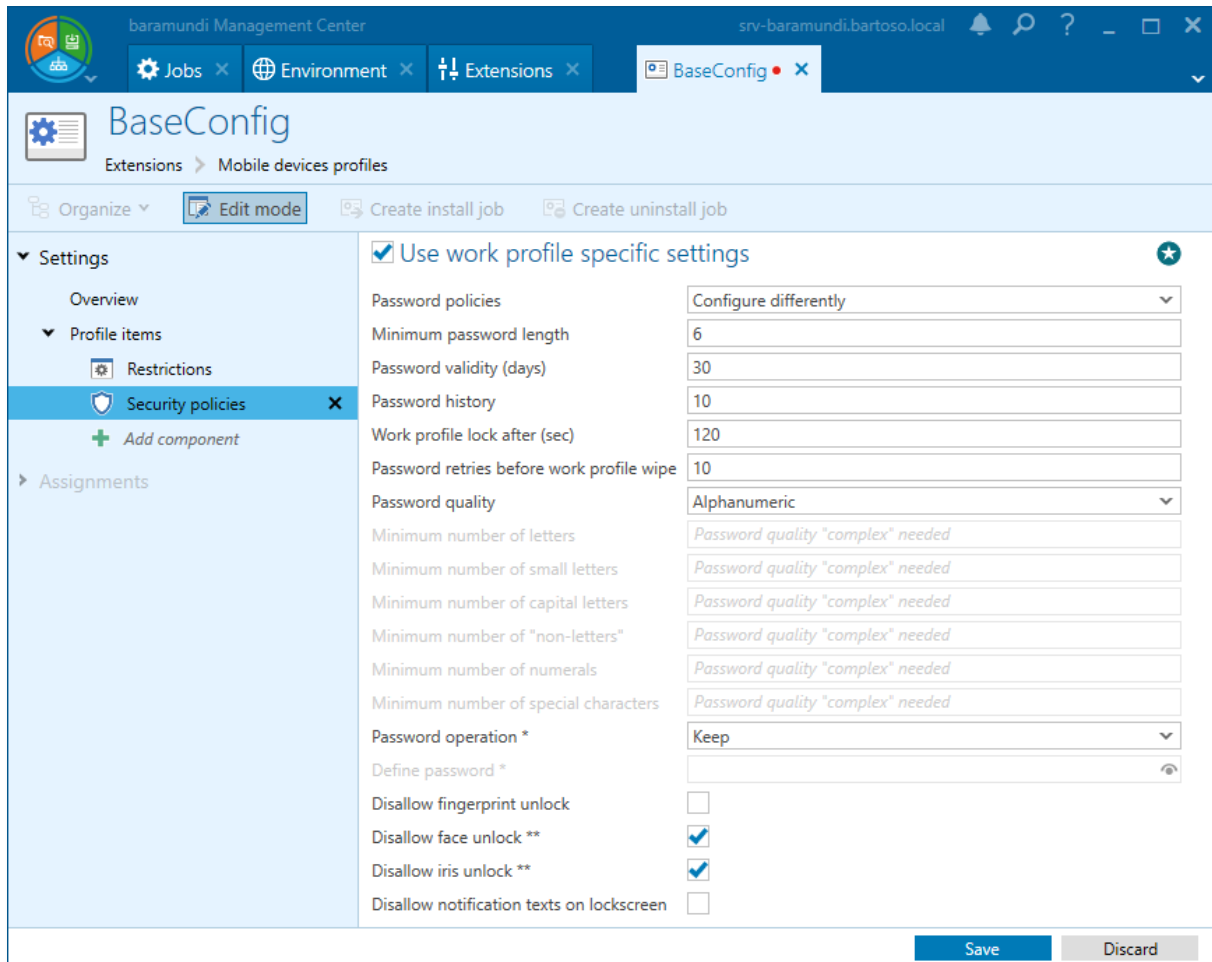 baramundi Management Center srv-baramundi.bartoso.local
Jobs Environment Extensions BaseConfig
BaseConfig
Extensions Mobile devices profiles
Organize Edit mode Create install job Create uninstall job
Settings
Overview
Profile items
Restrictions
Security policies
Add component
Assignments
Use work profile specific settings
Password policies Configure differently
Minimum password length 6
Password validity (days) 30
Password history 10
Work profile lock after (sec) 120
Password retries before work profile wipe 10
Password quality Alphanumeric
Minimum number of letters Password quality "complex" needed
Minimum number of small letters Password quality "complex" needed
Minimum number of capital letters Password quality "complex" needed
Minimum number of "non-letters" Password quality "complex" needed
Minimum number of numerals Password quality "complex" needed
Minimum number of special characters Password quality "complex" needed
Password operation * Keep
Define password *
Disallow fingerprint unlock
Disallow face unlock **
Disallow iris unlock **
Disallow notification texts on lockscreen
Save Discard